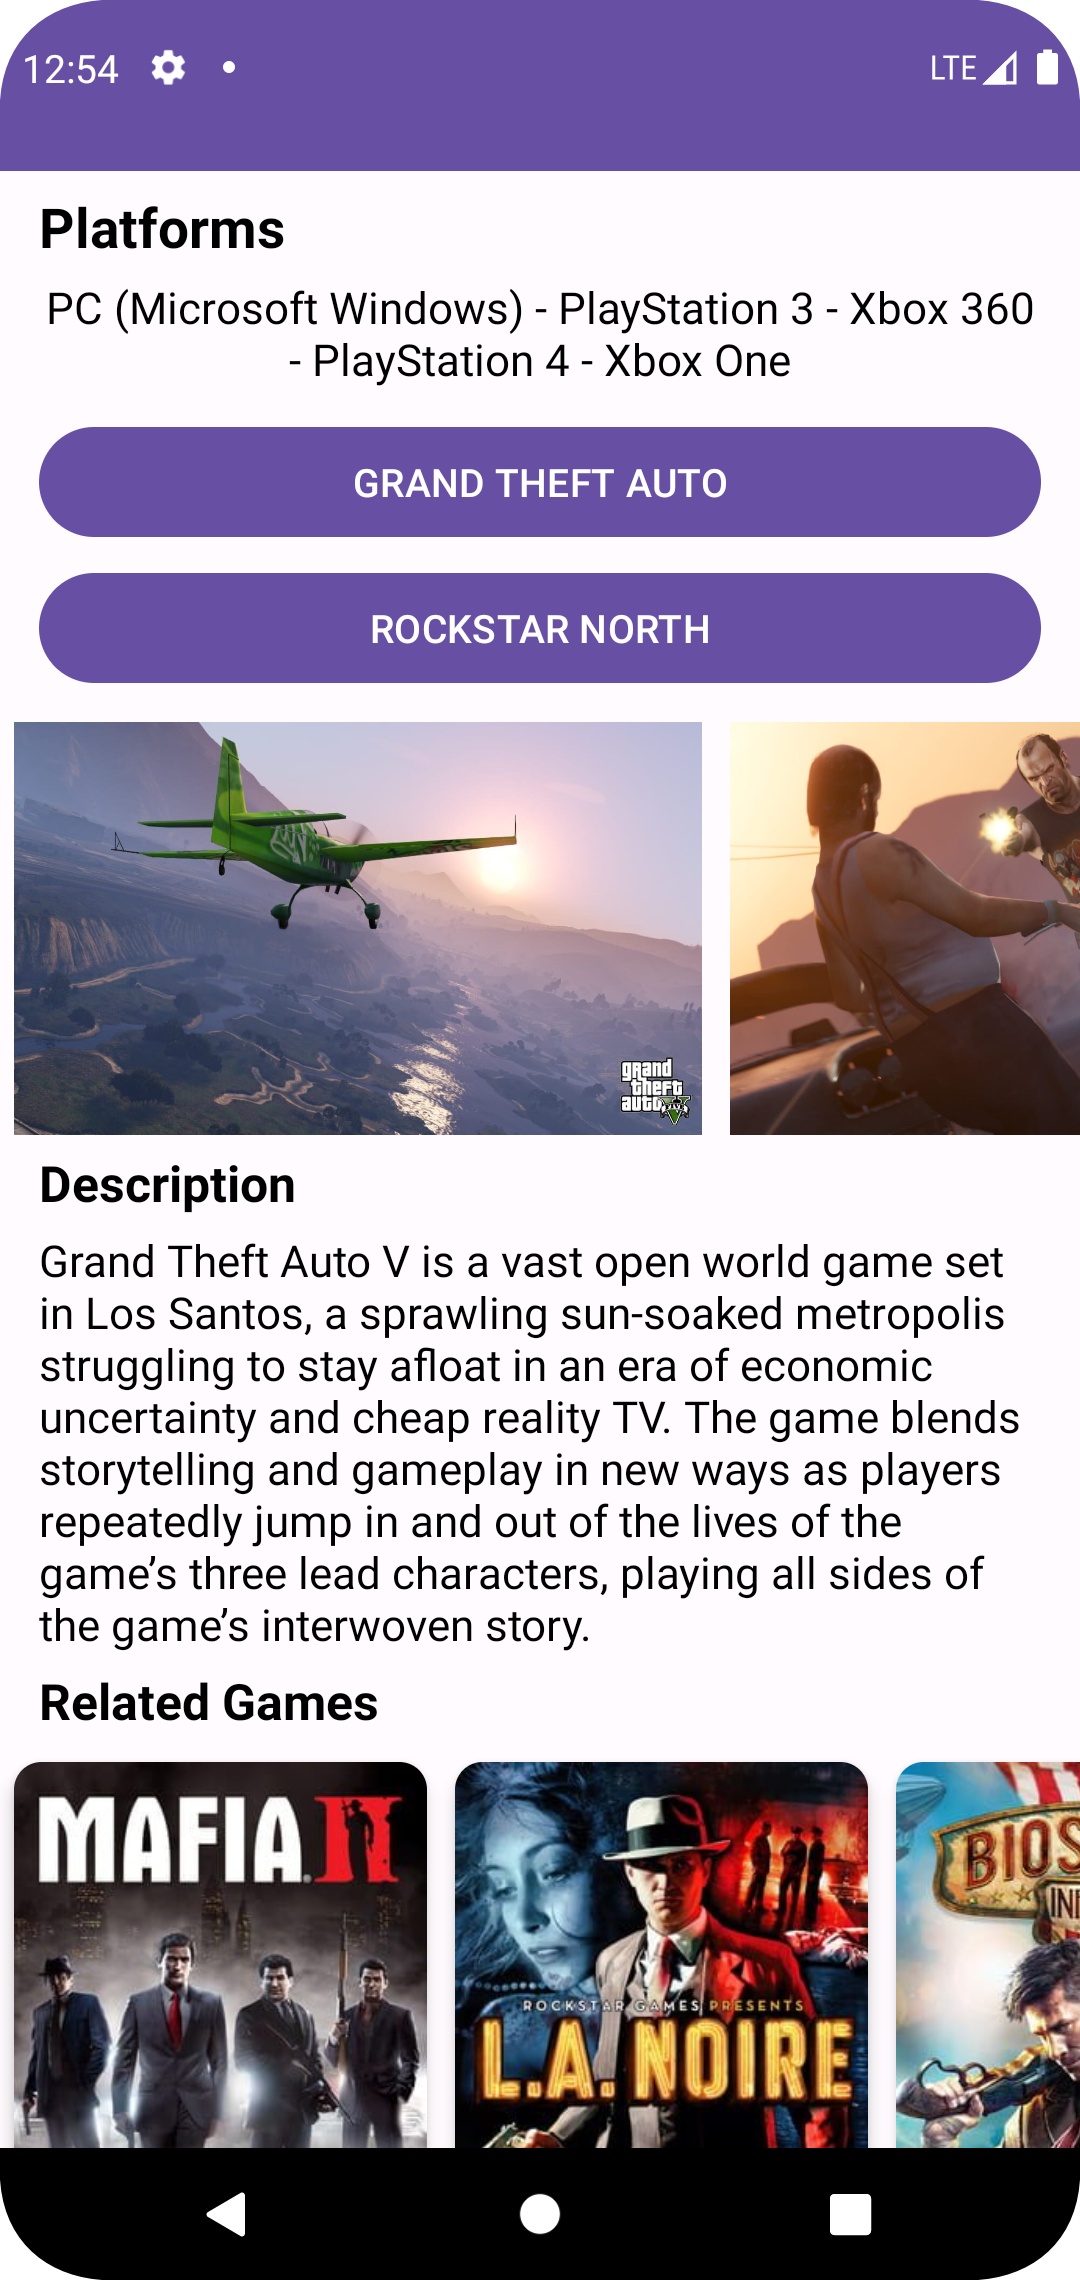 12:54
LTE
Platforms
PC (Microsoft Windows) - PlayStation 3 - Xbox 360
- PlayStation 4 - Xbox One
GRAND THEFT AUTO
ROCKSTAR NORTH
grand
theft
auto V
FIVE
Description
Grand Theft Auto V is a vast open world game set
in Los Santos, a sprawling sun-soaked metropolis
struggling to stay afloat in an era of economic
uncertainty and cheap reality TV. The game blends
storytelling and gameplay in new ways as players
repeatedly jump in and out of the lives of the
game’s three lead characters, playing all sides of
the game’s interwoven story.
Related Games
MAFIA II
ROCKSTAR GAMES PRESENTS
L.A. NOIRE
BIOS
IN